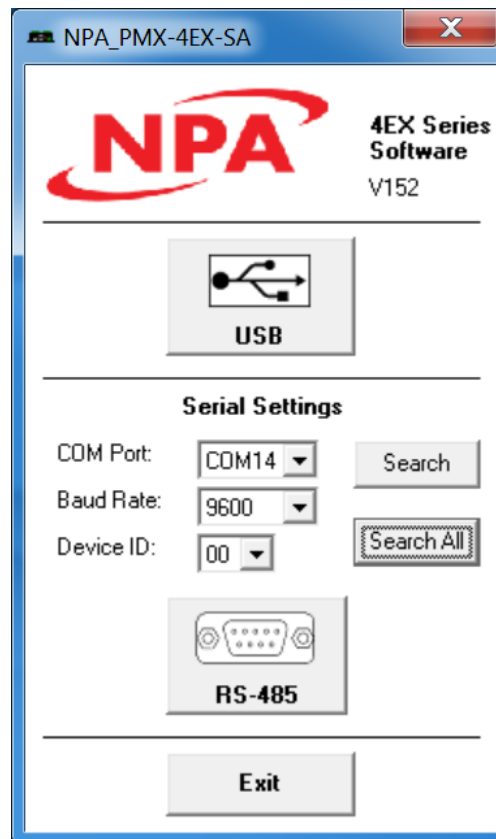 NPA_PMX-4EX-SA
X
NPA
4EX Series
Software
V152
USB
Serial Settings
COM Port:
COM14
Search
Baud Rate:
9600
Search All
Device ID:
00
RS-485
Exit